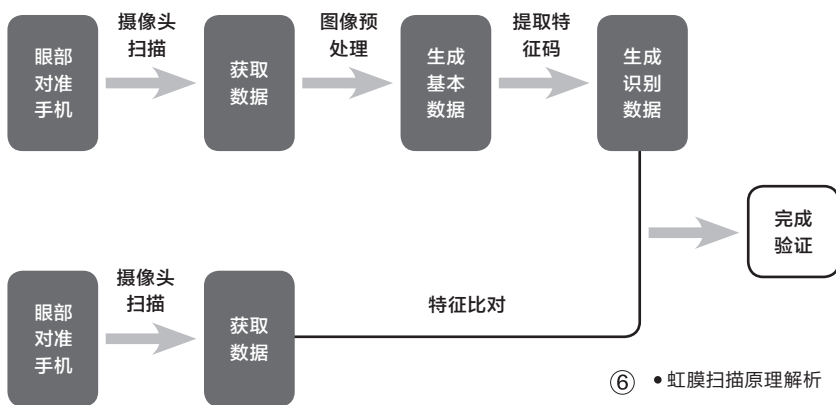 摄像头
扫描
图像预
处理
提取特
征码
眼部
对准
手机
获取
数据
生成
基本
数据
生成
识别
数据
完成
验证
摄像头
扫描
眼部
对准
手机
获取
数据
特征比对
⑥ • 虹膜扫描原理解析